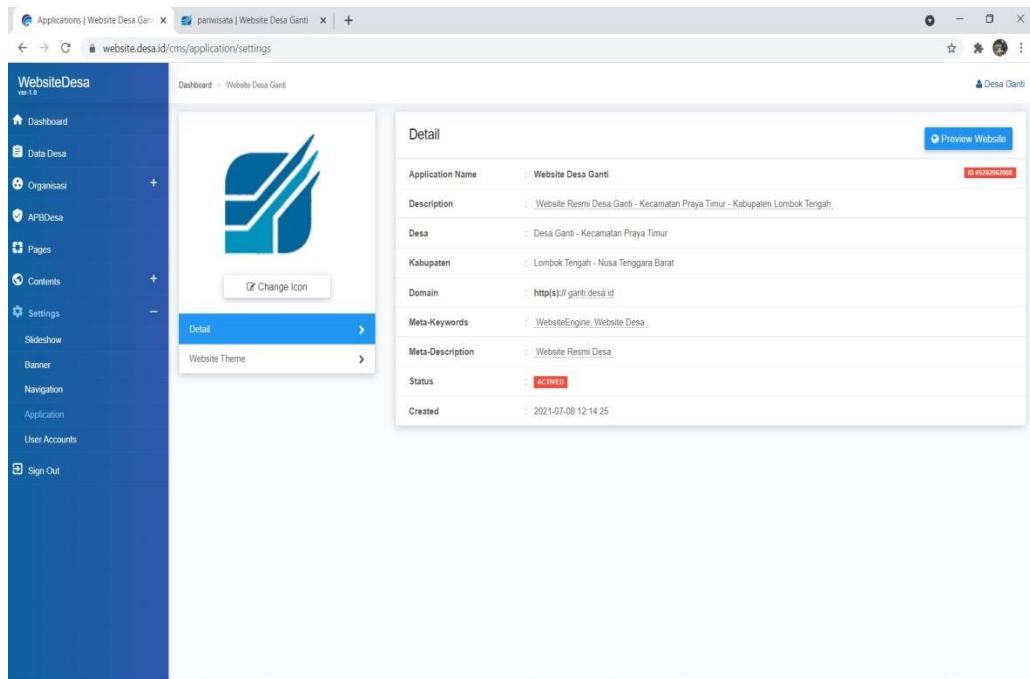 Applications | Website Desa Gan
pariwisata | Website Desa Ganti
website.desa.id/cms/application/settings
WebsiteDesa
ver-1.0
Dashboard > Website Desa Ganti
Desa Ganti
Dashboard
Data Desa
Organisasi +
APBDesa
Pages
Contents +
Settings −
Slideshow
Banner
Navigation
Application
User Accounts
Sign Out
Change Icon
Detail
Website Theme
Detail
Preview Website
Application Name : Website Desa Ganti
ID #5202062008
Description : Website Resmi Desa Ganti - Kecamatan Praya Timur - Kabupaten Lombok Tengah
Desa : Desa Ganti - Kecamatan Praya Timur
Kabupaten : Lombok Tengah - Nusa Tenggara Barat
Domain : http(s):// ganti.desa.id
Meta-Keywords : WebsiteEngine, Website Desa
Meta-Description : Website Resmi Desa
Status : ACTIVED
Created : 2021-07-08 12:14:25